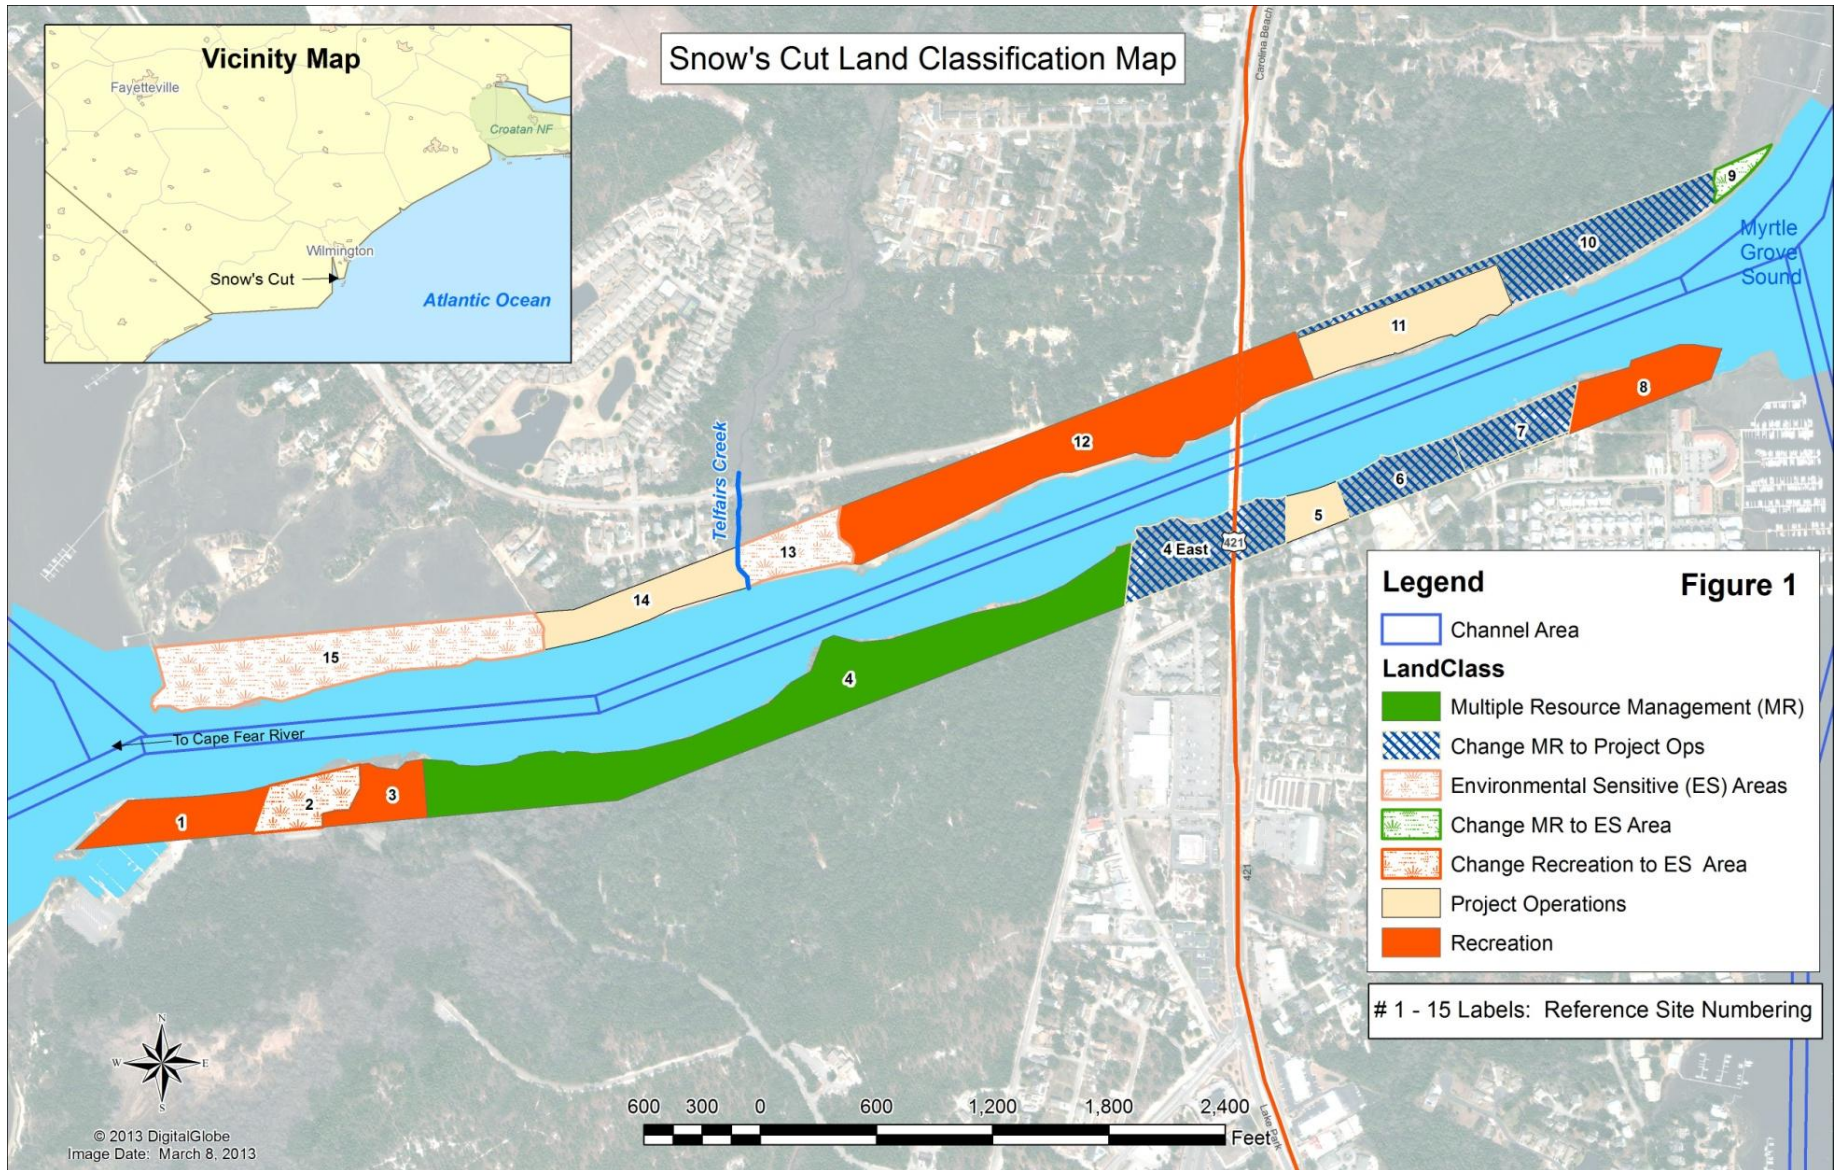 Snow's Cut Land Classification Map
Vicinity Map
Fayetteville
Croatan NF
Wilmington
Snow's Cut
Atlantic Ocean
Carolina Beach
9
10
Myrtle
Grove
Sound
11
8
12
7
6
Telfairs Creek
5
4 East
421
13
14
15
4
To Cape Fear River
3
2
1
Legend
Figure 1
Channel Area
LandClass
Multiple Resource Management (MR)
Change MR to Project Ops
Environmental Sensitive (ES) Areas
Change MR to ES Area
Change Recreation to ES Area
Project Operations
Recreation
# 1 - 15 Labels: Reference Site Numbering
421
N
W E
S
600 300 0 600 1,200 1,800 2,400
Feet
Lake Park
© 2013 DigitalGlobe
Image Date: March 8, 2013